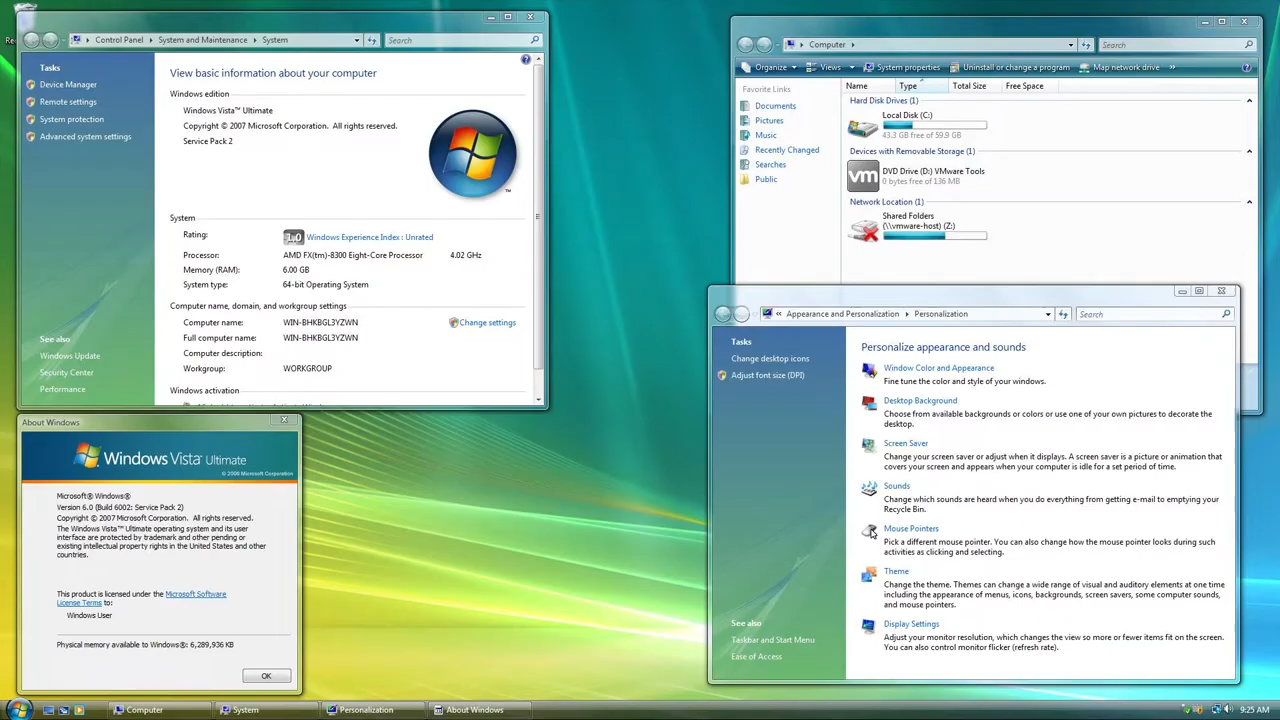 Control Panel
System and Maintenance
System
Search
Tasks
Device Manager
Remote settings
System protection
Advanced system settings
See also
Windows Update
Security Center
Performance
View basic information about your computer
Windows edition
Windows Vista™ Ultimate
Copyright © 2007 Microsoft Corporation. All rights reserved.
Service Pack 2
™
System
Rating:
1.0 Windows Experience Index : Unrated
Processor: AMD FX(tm)-8300 Eight-Core Processor 4.02 GHz
Memory (RAM): 6.00 GB
System type: 64-bit Operating System
Computer name, domain, and workgroup settings
Computer name: WIN-BHKBGL3YZWN
Change settings
Full computer name: WIN-BHKBGL3YZWN
Computer description:
Workgroup: WORKGROUP
Windows activation
Computer
Search
Organize Views System properties Uninstall or change a program Map network drive »
Favorite Links
Documents
Pictures
Music
Recently Changed
Searches
Public
Name Type Total Size Free Space
Hard Disk Drives (1)
Local Disk (C:)
43.3 GB free of 59.9 GB
Devices with Removable Storage (1)
vm
DVD Drive (D:) VMware Tools
0 bytes free of 136 MB
Network Location (1)
Shared Folders
(\\vmware-host) (Z:)
« Appearance and Personalization
Personalization
Search
Tasks
Change desktop icons
Adjust font size (DPI)
See also
Taskbar and Start Menu
Ease of Access
Personalize appearance and sounds
Window Color and Appearance
Fine tune the color and style of your windows.
Desktop Background
Choose from available backgrounds or colors or use one of your own pictures to decorate the
desktop.
Screen Saver
Change your screen saver or adjust when it displays. A screen saver is a picture or animation that
covers your screen and appears when your computer is idle for a set period of time.
Sounds
Change which sounds are heard when you do everything from getting e-mail to emptying your
Recycle Bin.
Mouse Pointers
Pick a different mouse pointer. You can also change how the mouse pointer looks during such
activities as clicking and selecting.
Theme
Change the theme. Themes can change a wide range of visual and auditory elements at one time
including the appearance of menus, icons, backgrounds, screen savers, some computer sounds,
and mouse pointers.
Display Settings
Adjust your monitor resolution, which changes the view so more or fewer items fit on the screen.
You can also control monitor flicker (refresh rate).
About Windows
Windows Vista™ Ultimate
© 2006 Microsoft Corporation
Microsoft® Windows®
Version 6.0 (Build 6002: Service Pack 2)
Copyright © 2007 Microsoft Corporation. All rights reserved.
The Windows Vista™ Ultimate operating system and its user
interface are protected by trademark and other pending or
existing intellectual property rights in the United States and other
countries.
This product is licensed under the Microsoft Software
License Terms to:
Windows User
Physical memory available to Windows®: 6,289,936 KB
OK
Computer
System
Personalization
About Windows
9:25 AM